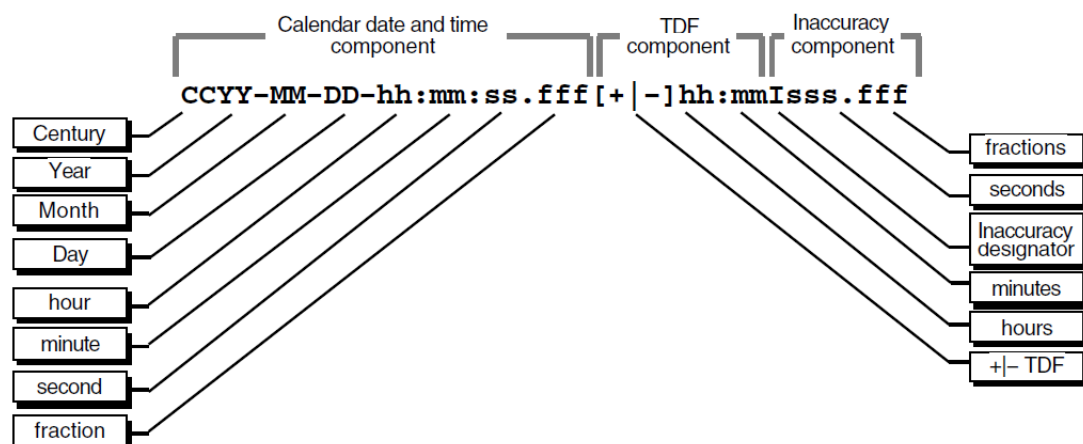 Calendar date and time
component
TDF
component
Inaccuracy
component
CCYY-MM-DD-hh:mm:ss.fff[+|-]hh:mmIsss.fff
Century
Year
Month
Day
hour
minute
second
fraction
fractions
seconds
Inaccuracy
designator
minutes
hours
+|– TDF